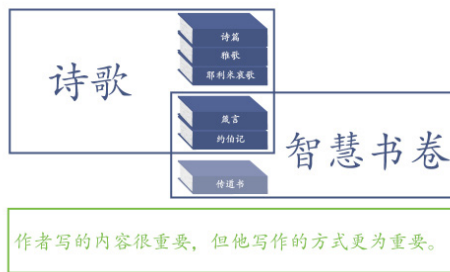 诗篇
雅歌
耶利米哀歌
诗歌
箴言
约伯记
智慧书卷
传道书
作者写的内容很重要，但他写作的方式更为重要。